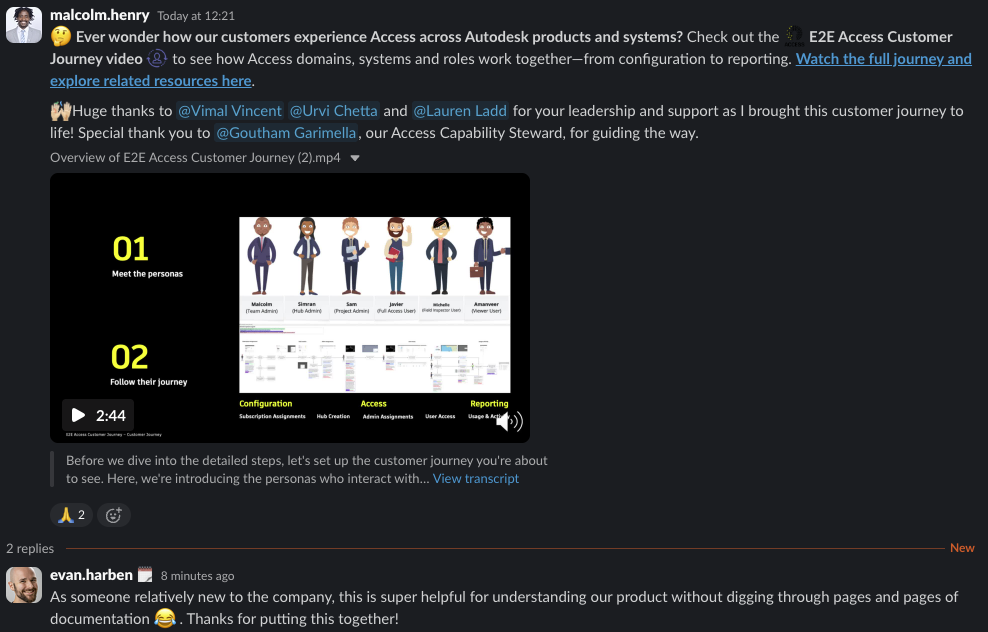 malcolm.henry Today at 12:21
🤔 Ever wonder how our customers experience Access across Autodesk products and systems? Check out the E2E Access Customer
Journey video to see how Access domains, systems and roles work together—from configuration to reporting. Watch the full journey and
explore related resources here.
🙌🏼Huge thanks to @Vimal Vincent @Urvi Chetta and @Lauren Ladd for your leadership and support as I brought this customer journey to
life! Special thank you to @Goutham Garimella, our Access Capability Steward, for guiding the way.
Overview of E2E Access Customer Journey (2).mp4
01
Meet the personas
02
Follow their journey
Malcolm Simran Sam Javier Michelle Amanveer
(Team Admin) (Hub Admin) (Project Admin) (Full Access User) (Field Inspector User) (Viewer User)
Configuration Access Reporting
Subscription Assignments Hub Creation Admin Assignments User Access Usage &
2:44
E2E Access Customer Journey – Customer Journey
Before we dive into the detailed steps, let's set up the customer journey you're about
to see. Here, we're introducing the personas who interact with... View transcript
🙏 2
2 replies New
evan.harben 8 minutes ago
As someone relatively new to the company, this is super helpful for understanding our product without digging through pages and pages of
documentation 😂 . Thanks for putting this together!